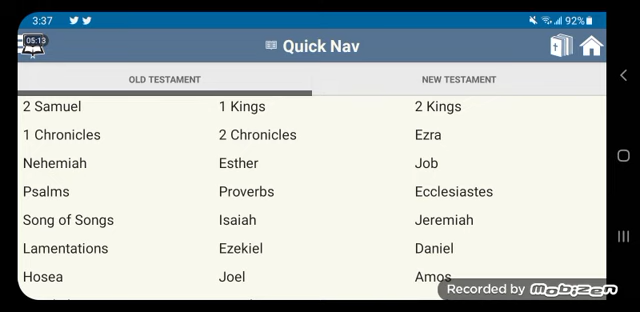 3:37 92%
05:13 Quick Nav
OLD TESTAMENT NEW TESTAMENT
2 Samuel 1 Kings 2 Kings
1 Chronicles 2 Chronicles Ezra
Nehemiah Esther Job
Psalms Proverbs Ecclesiastes
Song of Songs Isaiah Jeremiah
Lamentations Ezekiel Daniel
Hosea Joel Amos
Recorded by Mobizen